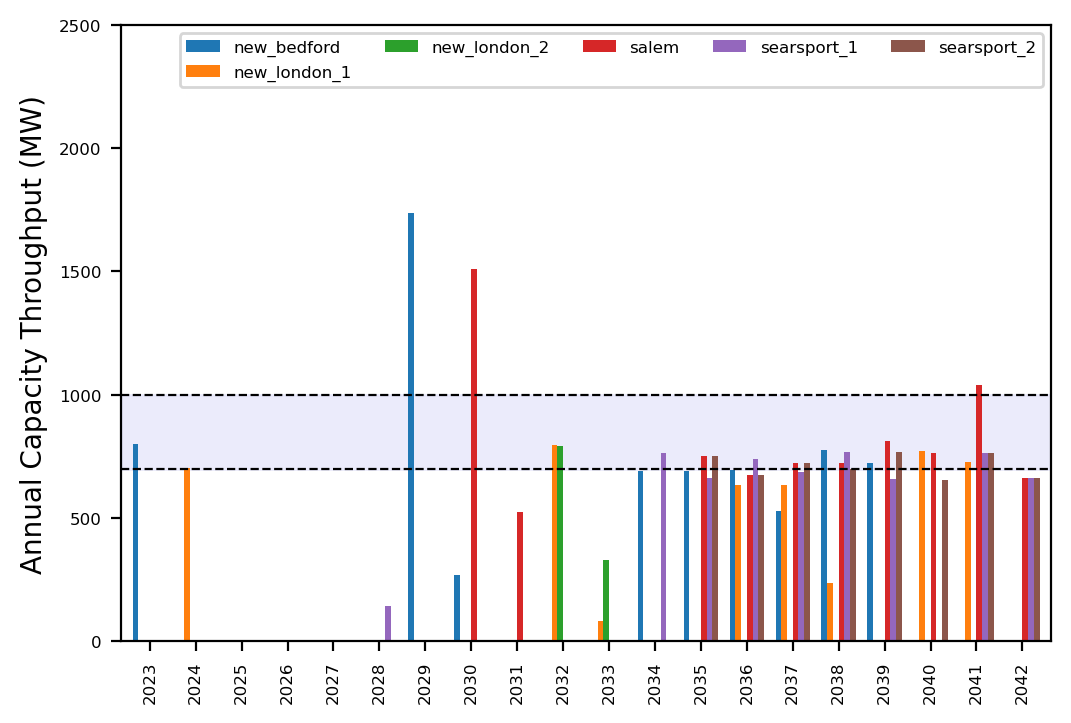 Annual Capacity Throughput (MW)
2500
2000
1500
1000
500
0
new_bedford new_london_2 salem searsport_1 searsport_2
new_london_1
2023 2024 2025 2026 2027 2028 2029 2030 2031 2032 2033 2034 2035 2036 2037 2038 2039 2040 2041 2042